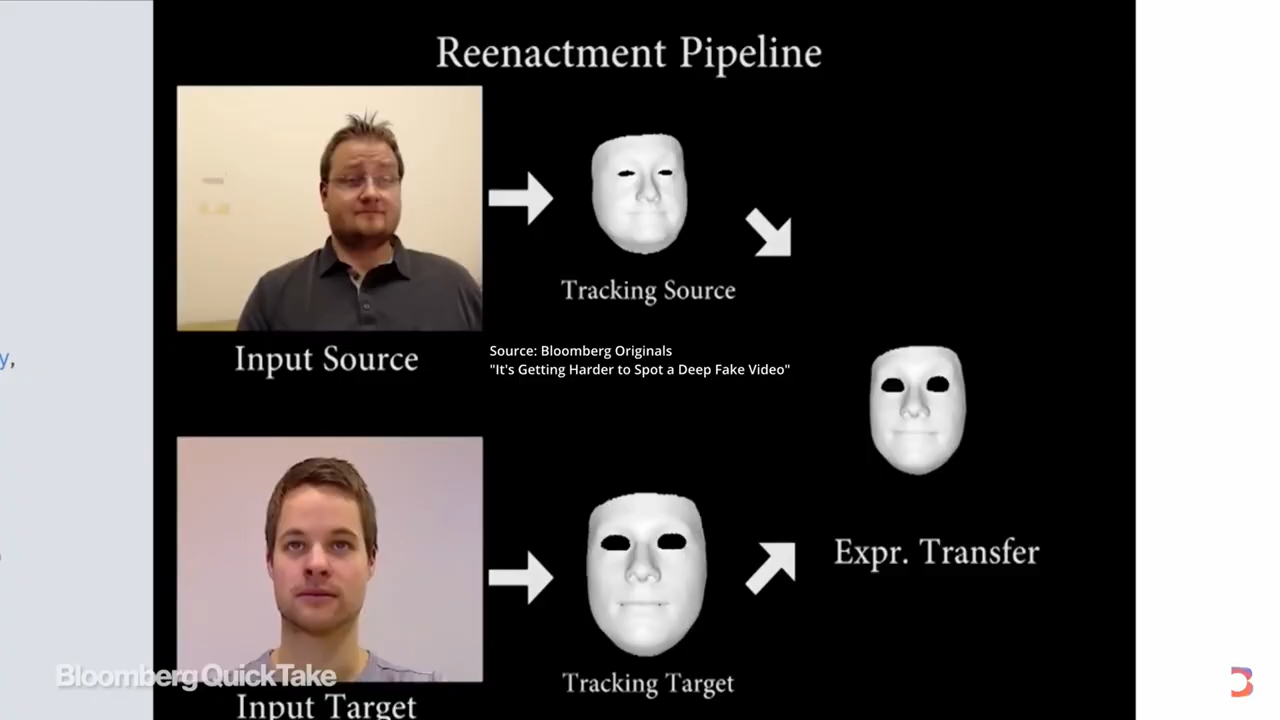 Reenactment Pipeline
Tracking Source
Input Source
Source: Bloomberg Originals
"It's Getting Harder to Spot a Deep Fake Video"
y,
Expr. Transfer
Bloomberg QuickTake
Tracking Target
Input Target